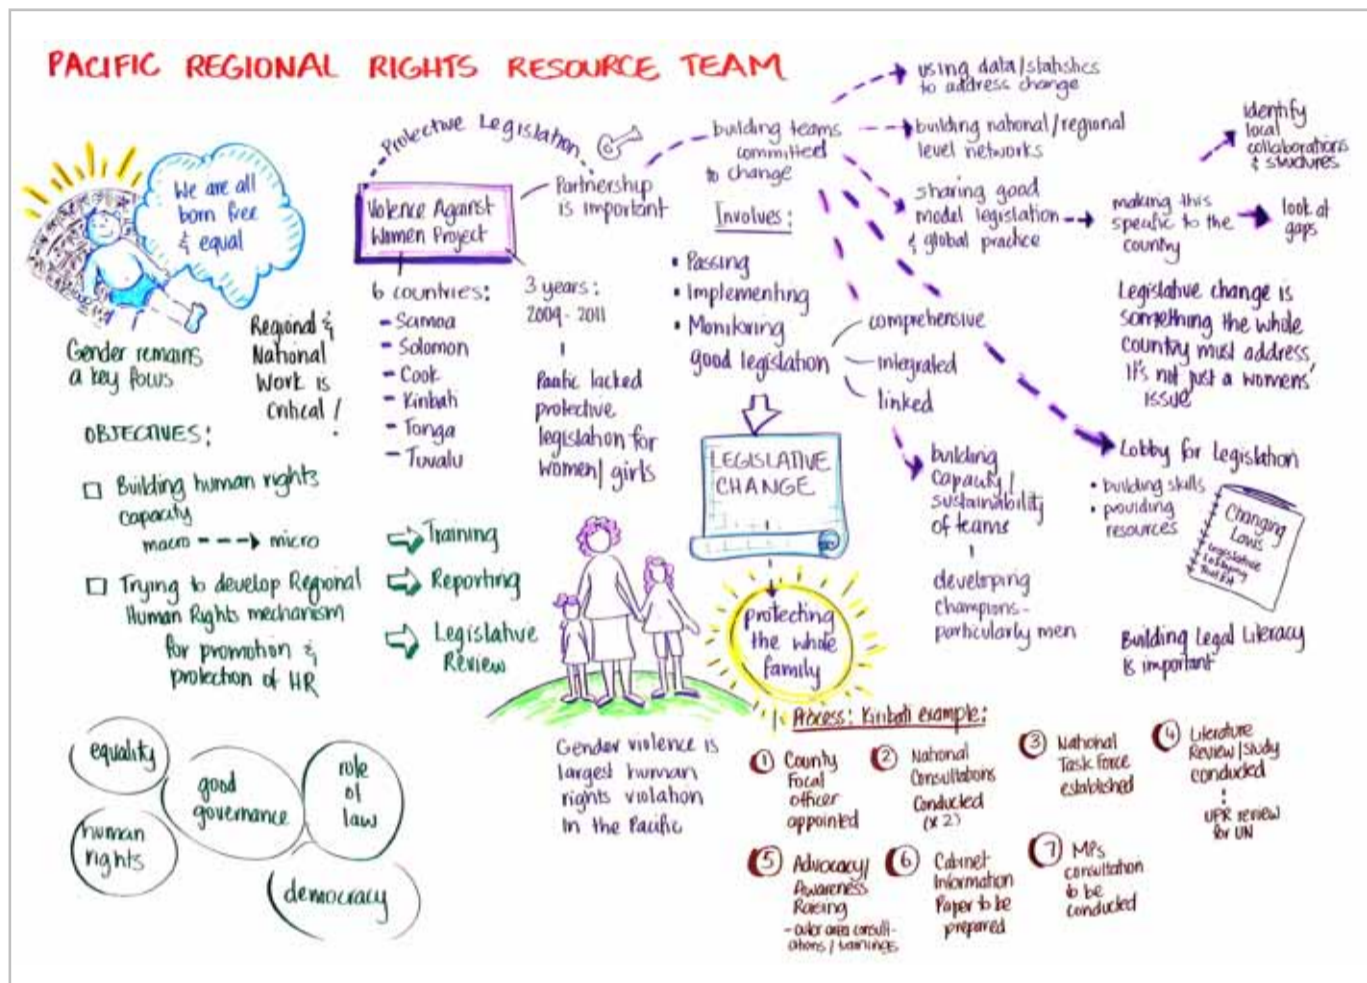 PACIFIC REGIONAL RIGHTS RESOURCE TEAM
We are all
born free
& equal
Gender remains
a key focus
Regional &
National
Work is
Critical!
OBJECTIVES:
Building human rights
capacity
macro micro
Trying to develop Regional
Human Rights mechanism
for promotion &
protection of HR
Training
Reporting
Legislative
Review
equality
good
governance
role
of
law
human
rights
democracy
Protective Legislation
Violence Against
Women Project
Partnership
is important
6 countries:
- Samoa
- Solomon
- Cook
- Kiribati
- Tonga
- Tuvalu
3 years:
2009-2011
Pacific lacked
protective
legislation for
women/girls
building teams
committed
to change
Involves:
• Passing
• Implementing
• Monitoring
good legislation
comprehensive
integrated
linked
LEGISLATIVE
CHANGE
protecting
the whole
family
Gender violence is
largest human
rights violation
In the Pacific
using data/statistics
to address change
building national/regional
level networks
sharing good
model legislation
& global practice
making this
specific to the
country
identify
local
collaborations
& structures
look at
gaps
Legislative change is
something the whole
country must address,
it's not just a womens'
issue
building
capacity/
sustainability
of teams
developing
champions-
particularly men
Lobby for Legislation
• building skills
• providing
resources
Changing
Laws
Legislative
Lobbying
Building Legal Literacy
is important
Process: Kiribati example:
1 County
Focal
officer
appointed
2 National
Consultations
Conducted
(x2)
3 National
Task Force
established
4 Literature
Review/study
conducted
UPR review
for UN
5 Advocacy/
Awareness
Raising
- outer area consult-
ations/trainings
6 Cabinet
Information
Paper to be
prepared
7 MPs
consultation
to be
conducted